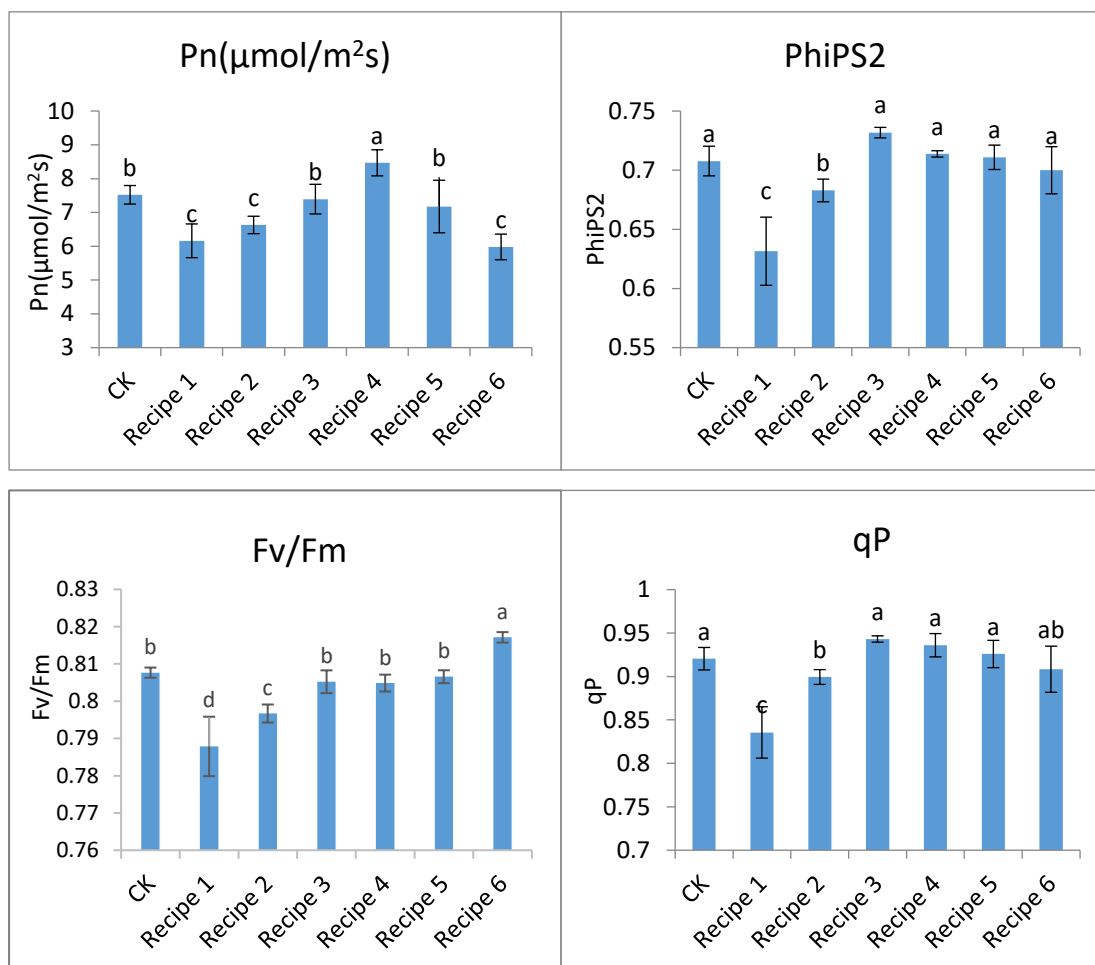 Pn(μmol/m²s)
Pn(μmol/m²s)
10
9
8
7
6
5
4
3
b
c
c
b
a
b
c
CK
Recipe 1
Recipe 2
Recipe 3
Recipe 4
Recipe 5
Recipe 6
PhiPS2
PhiPS2
0.75
0.7
0.65
0.6
0.55
a
c
b
a
a
a
a
CK
Recipe 1
Recipe 2
Recipe 3
Recipe 4
Recipe 5
Recipe 6
Fv/Fm
Fv/Fm
0.83
0.82
0.81
0.8
0.79
0.78
0.77
0.76
b
d
c
b
b
b
a
CK
Recipe 1
Recipe 2
Recipe 3
Recipe 4
Recipe 5
Recipe 6
qP
qP
1
0.95
0.9
0.85
0.8
0.75
0.7
a
c
b
a
a
a
ab
CK
Recipe 1
Recipe 2
Recipe 3
Recipe 4
Recipe 5
Recipe 6